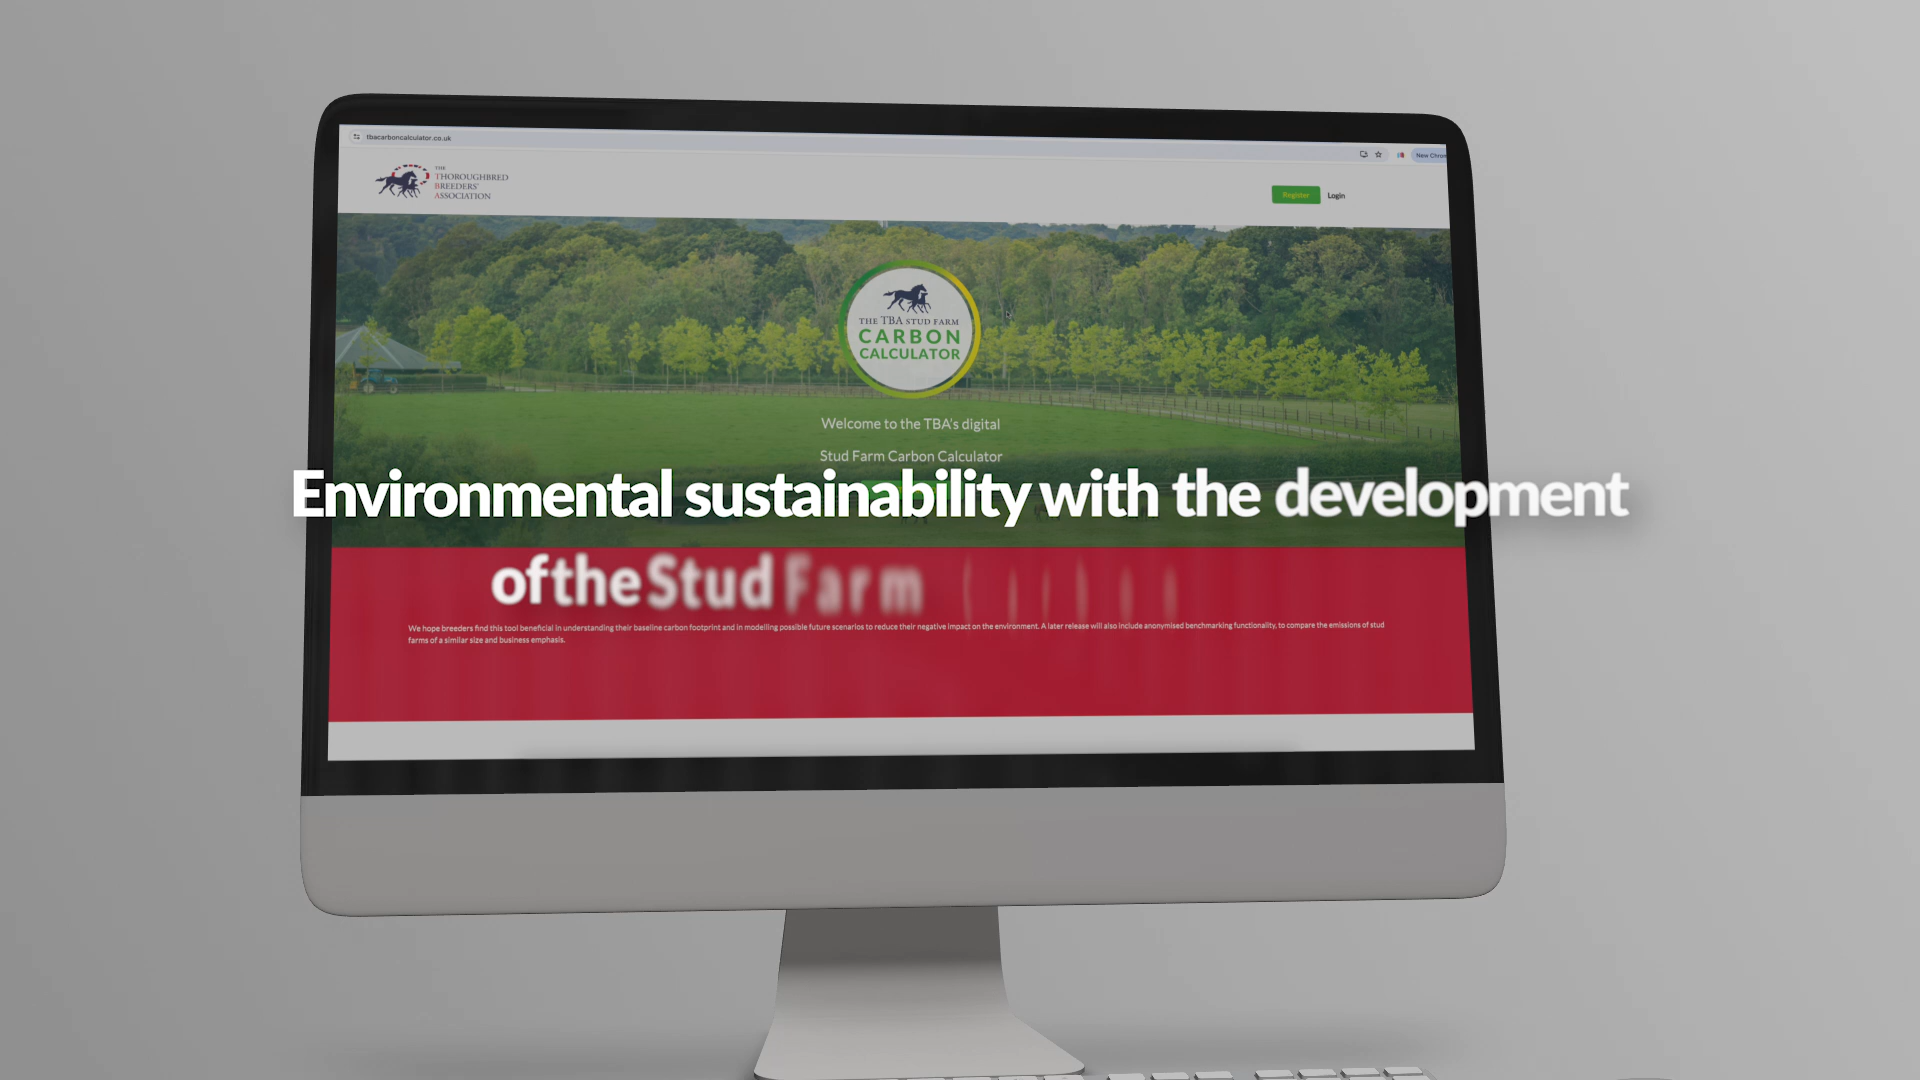 tbacarboncalculator.co.uk
New Chrom
THE
THOROUGHBRED
BREEDERS'
ASSOCIATION
Register
Login
THE TBA STUD FARM
CARBON
CALCULATOR
Welcome to the TBA's digital
Stud Farm Carbon Calculator
Environmental sustainability with the development
of the Stud Farm
We hope breeders find this tool beneficial in understanding their baseline carbon footprint and in modelling possible future scenarios to reduce their negative impact on the environment. A later release will also include anonymised benchmarking functionality, to compare the emissions of stud
farms of a similar size and business emphasis.